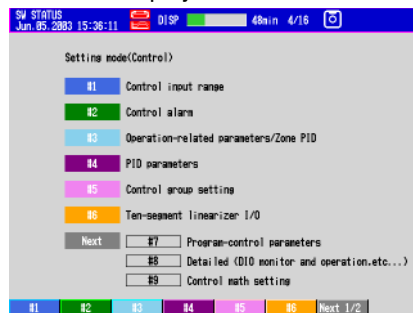 SW STATUS
Jun.05.2003 15:36:11 DISP 48min 4/16
Setting mode(Control)
#1 Control input range
#2 Control alarm
#3 Operation-related parameters/Zone PID
#4 PID parameters
#5 Control group setting
#6 Ten-segment linearizer I/O
Next #7 Program-control parameters
#8 Detailed (DIO monitor and operation.etc...)
#9 Control math setting
#1 #2 #3 #4 #5 #6 Next 1/2